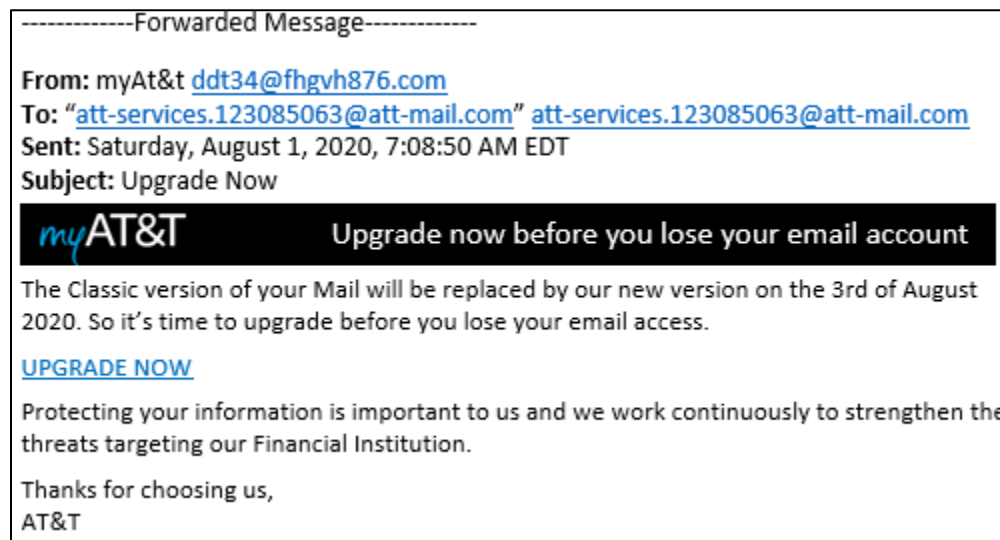 -------------Forwarded Message-------------
From: myAt&t ddt34@fhgvh876.com
To: “att-services.123085063@att-mail.com” att-services.123085063@att-mail.com
Sent: Saturday, August 1, 2020, 7:08:50 AM EDT
Subject: Upgrade Now
myAT&T Upgrade now before you lose your email account
The Classic version of your Mail will be replaced by our new version on the 3rd of August
2020. So it’s time to upgrade before you lose your email access.
UPGRADE NOW
Protecting your information is important to us and we work continuously to strengthen the
threats targeting our Financial Institution.
Thanks for choosing us,
AT&T